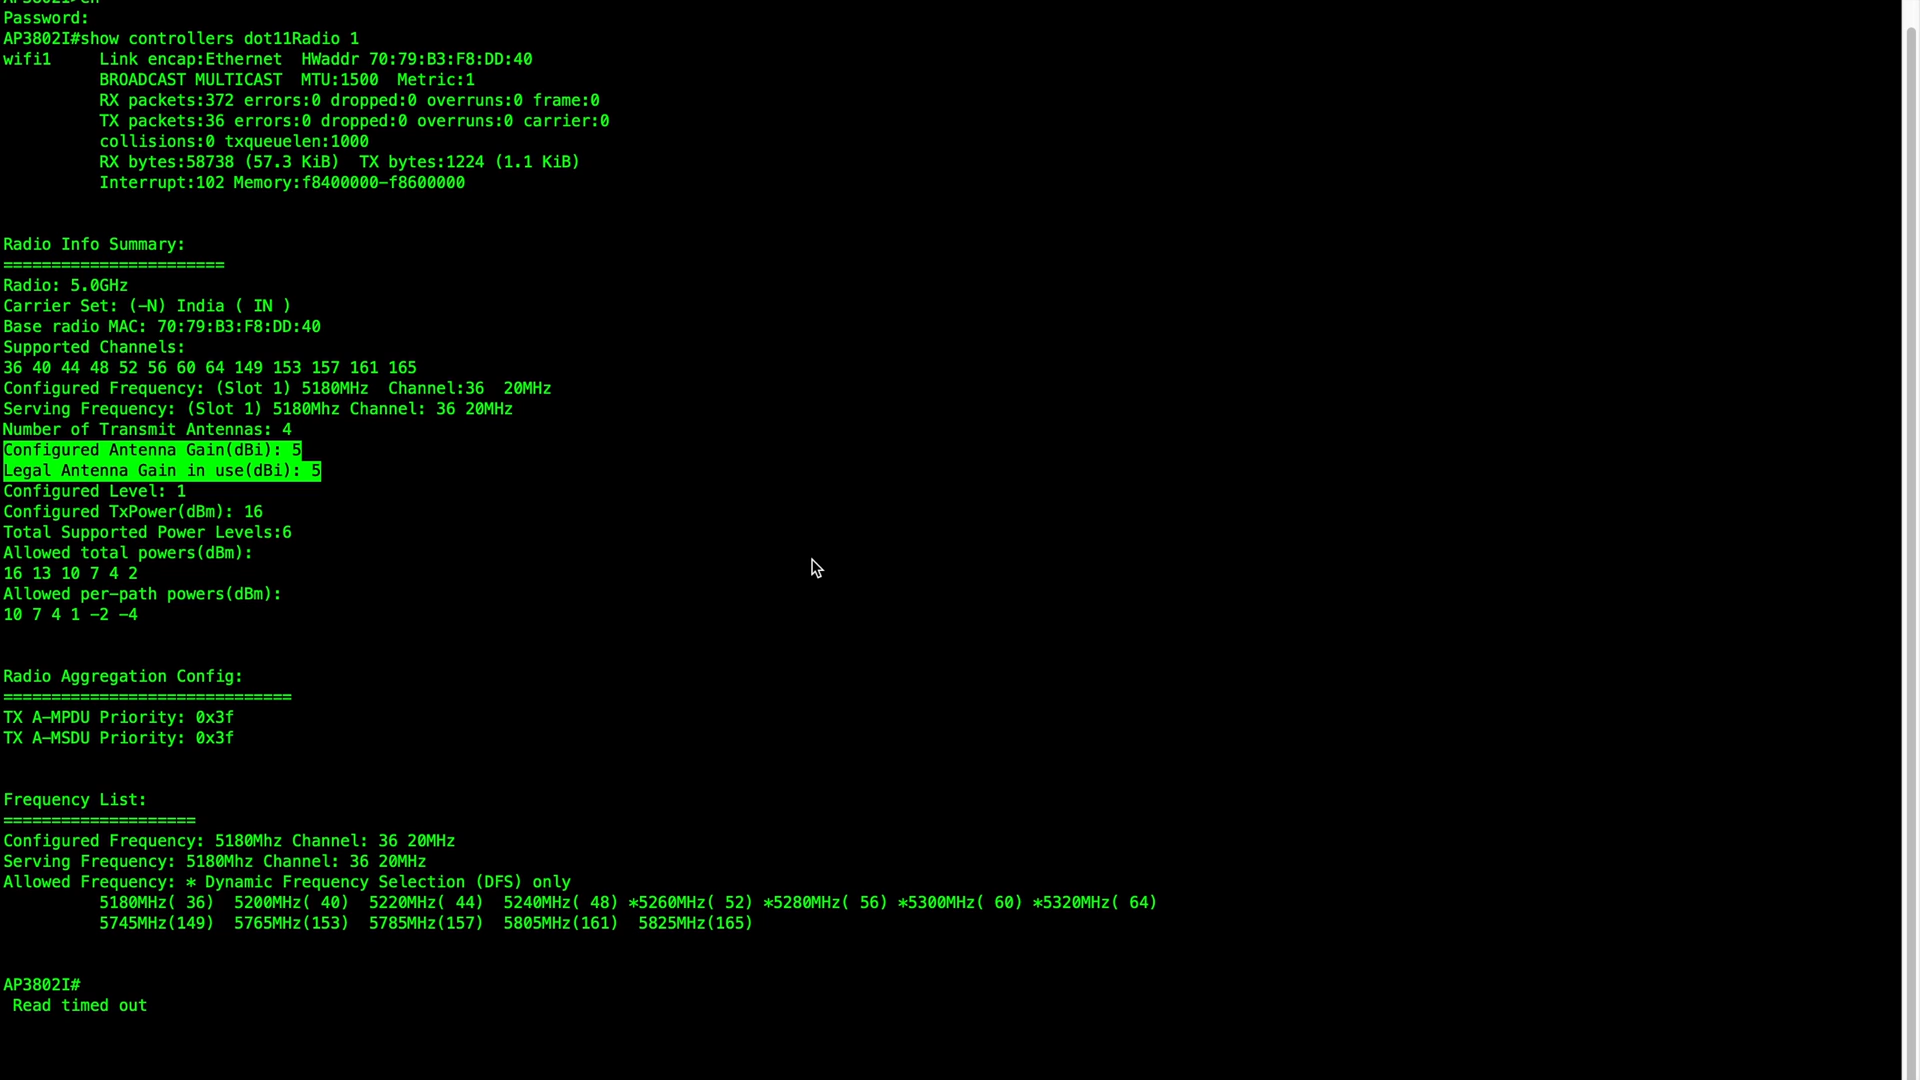 Password:
AP3802I#show controllers dot11Radio 1
wifi1     Link encap:Ethernet  HWaddr 70:79:B3:F8:DD:40
          BROADCAST MULTICAST  MTU:1500  Metric:1
          RX packets:372 errors:0 dropped:0 overruns:0 frame:0
          TX packets:36 errors:0 dropped:0 overruns:0 carrier:0
          collisions:0 txqueuelen:1000
          RX bytes:58738 (57.3 KiB)  TX bytes:1224 (1.1 KiB)
          Interrupt:102 Memory:f8400000-f8600000
Radio Info Summary:
=======================
Radio: 5.0GHz
Carrier Set: (-N) India ( IN )
Base radio MAC: 70:79:B3:F8:DD:40
Supported Channels:
36 40 44 48 52 56 60 64 149 153 157 161 165
Configured Frequency: (Slot 1) 5180MHz  Channel:36  20MHz
Serving Frequency: (Slot 1) 5180Mhz Channel: 36 20MHz
Number of Transmit Antennas: 4
Configured Antenna Gain(dBi): 5
Legal Antenna Gain in use(dBi): 5
Configured Level: 1
Configured TxPower(dBm): 16
Total Supported Power Levels:6
Allowed total powers(dBm):
16 13 10 7 4 2
Allowed per-path powers(dBm):
10 7 4 1 -2 -4
Radio Aggregation Config:
==============================
TX A-MPDU Priority: 0x3f
TX A-MSDU Priority: 0x3f
Frequency List:
====================
Configured Frequency: 5180Mhz Channel: 36 20MHz
Serving Frequency: 5180Mhz Channel: 36 20MHz
Allowed Frequency: * Dynamic Frequency Selection (DFS) only
          5180MHz( 36)  5200MHz( 40)  5220MHz( 44)  5240MHz( 48) *5260MHz( 52) *5280MHz( 56) *5300MHz( 60) *5320MHz( 64)
          5745MHz(149)  5765MHz(153)  5785MHz(157)  5805MHz(161)  5825MHz(165)
AP3802I#
 Read timed out